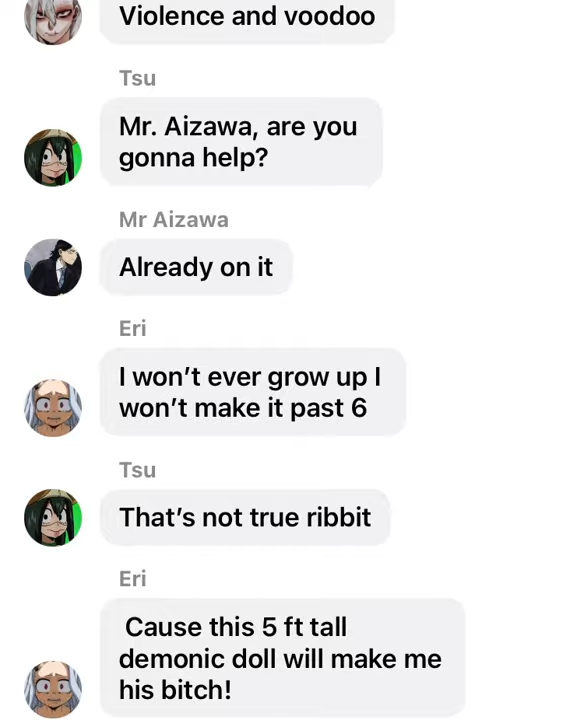 Violence and voodoo
Tsu
Mr. Aizawa, are you
gonna help?
Mr Aizawa
Already on it
Eri
I won’t ever grow up I
won’t make it past 6
Tsu
That’s not true ribbit
Eri
Cause this 5 ft tall
demonic doll will make me
his bitch!